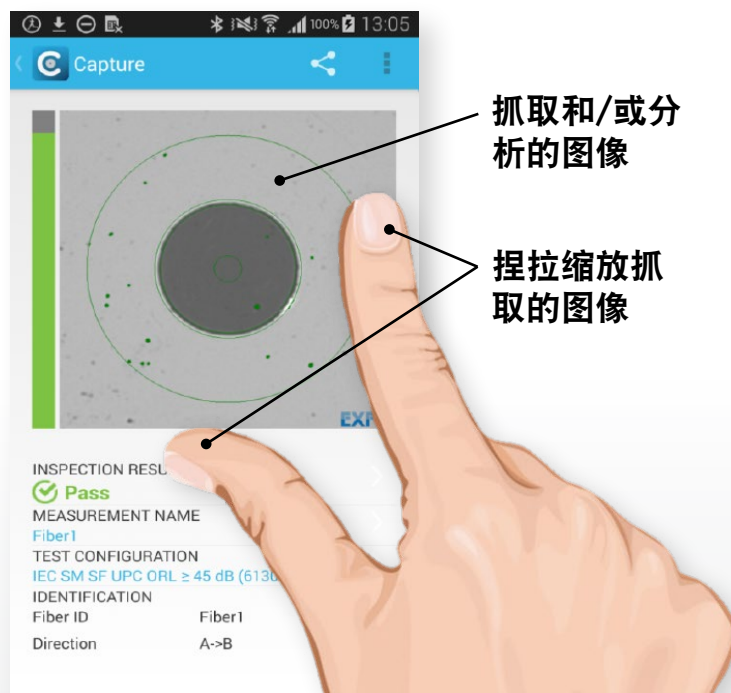 100% 13:05
Capture
抓取和/或分
析的图像
捏拉缩放抓
取的图像
INSPECTION
Pass
MEASUREMENT NAME
Fiber1
TEST CONFIGURATION
IEC SM SF UPC ORL ≥ 45 dB
IDENTIFICATION
Fiber ID Fiber1
Direction A->B